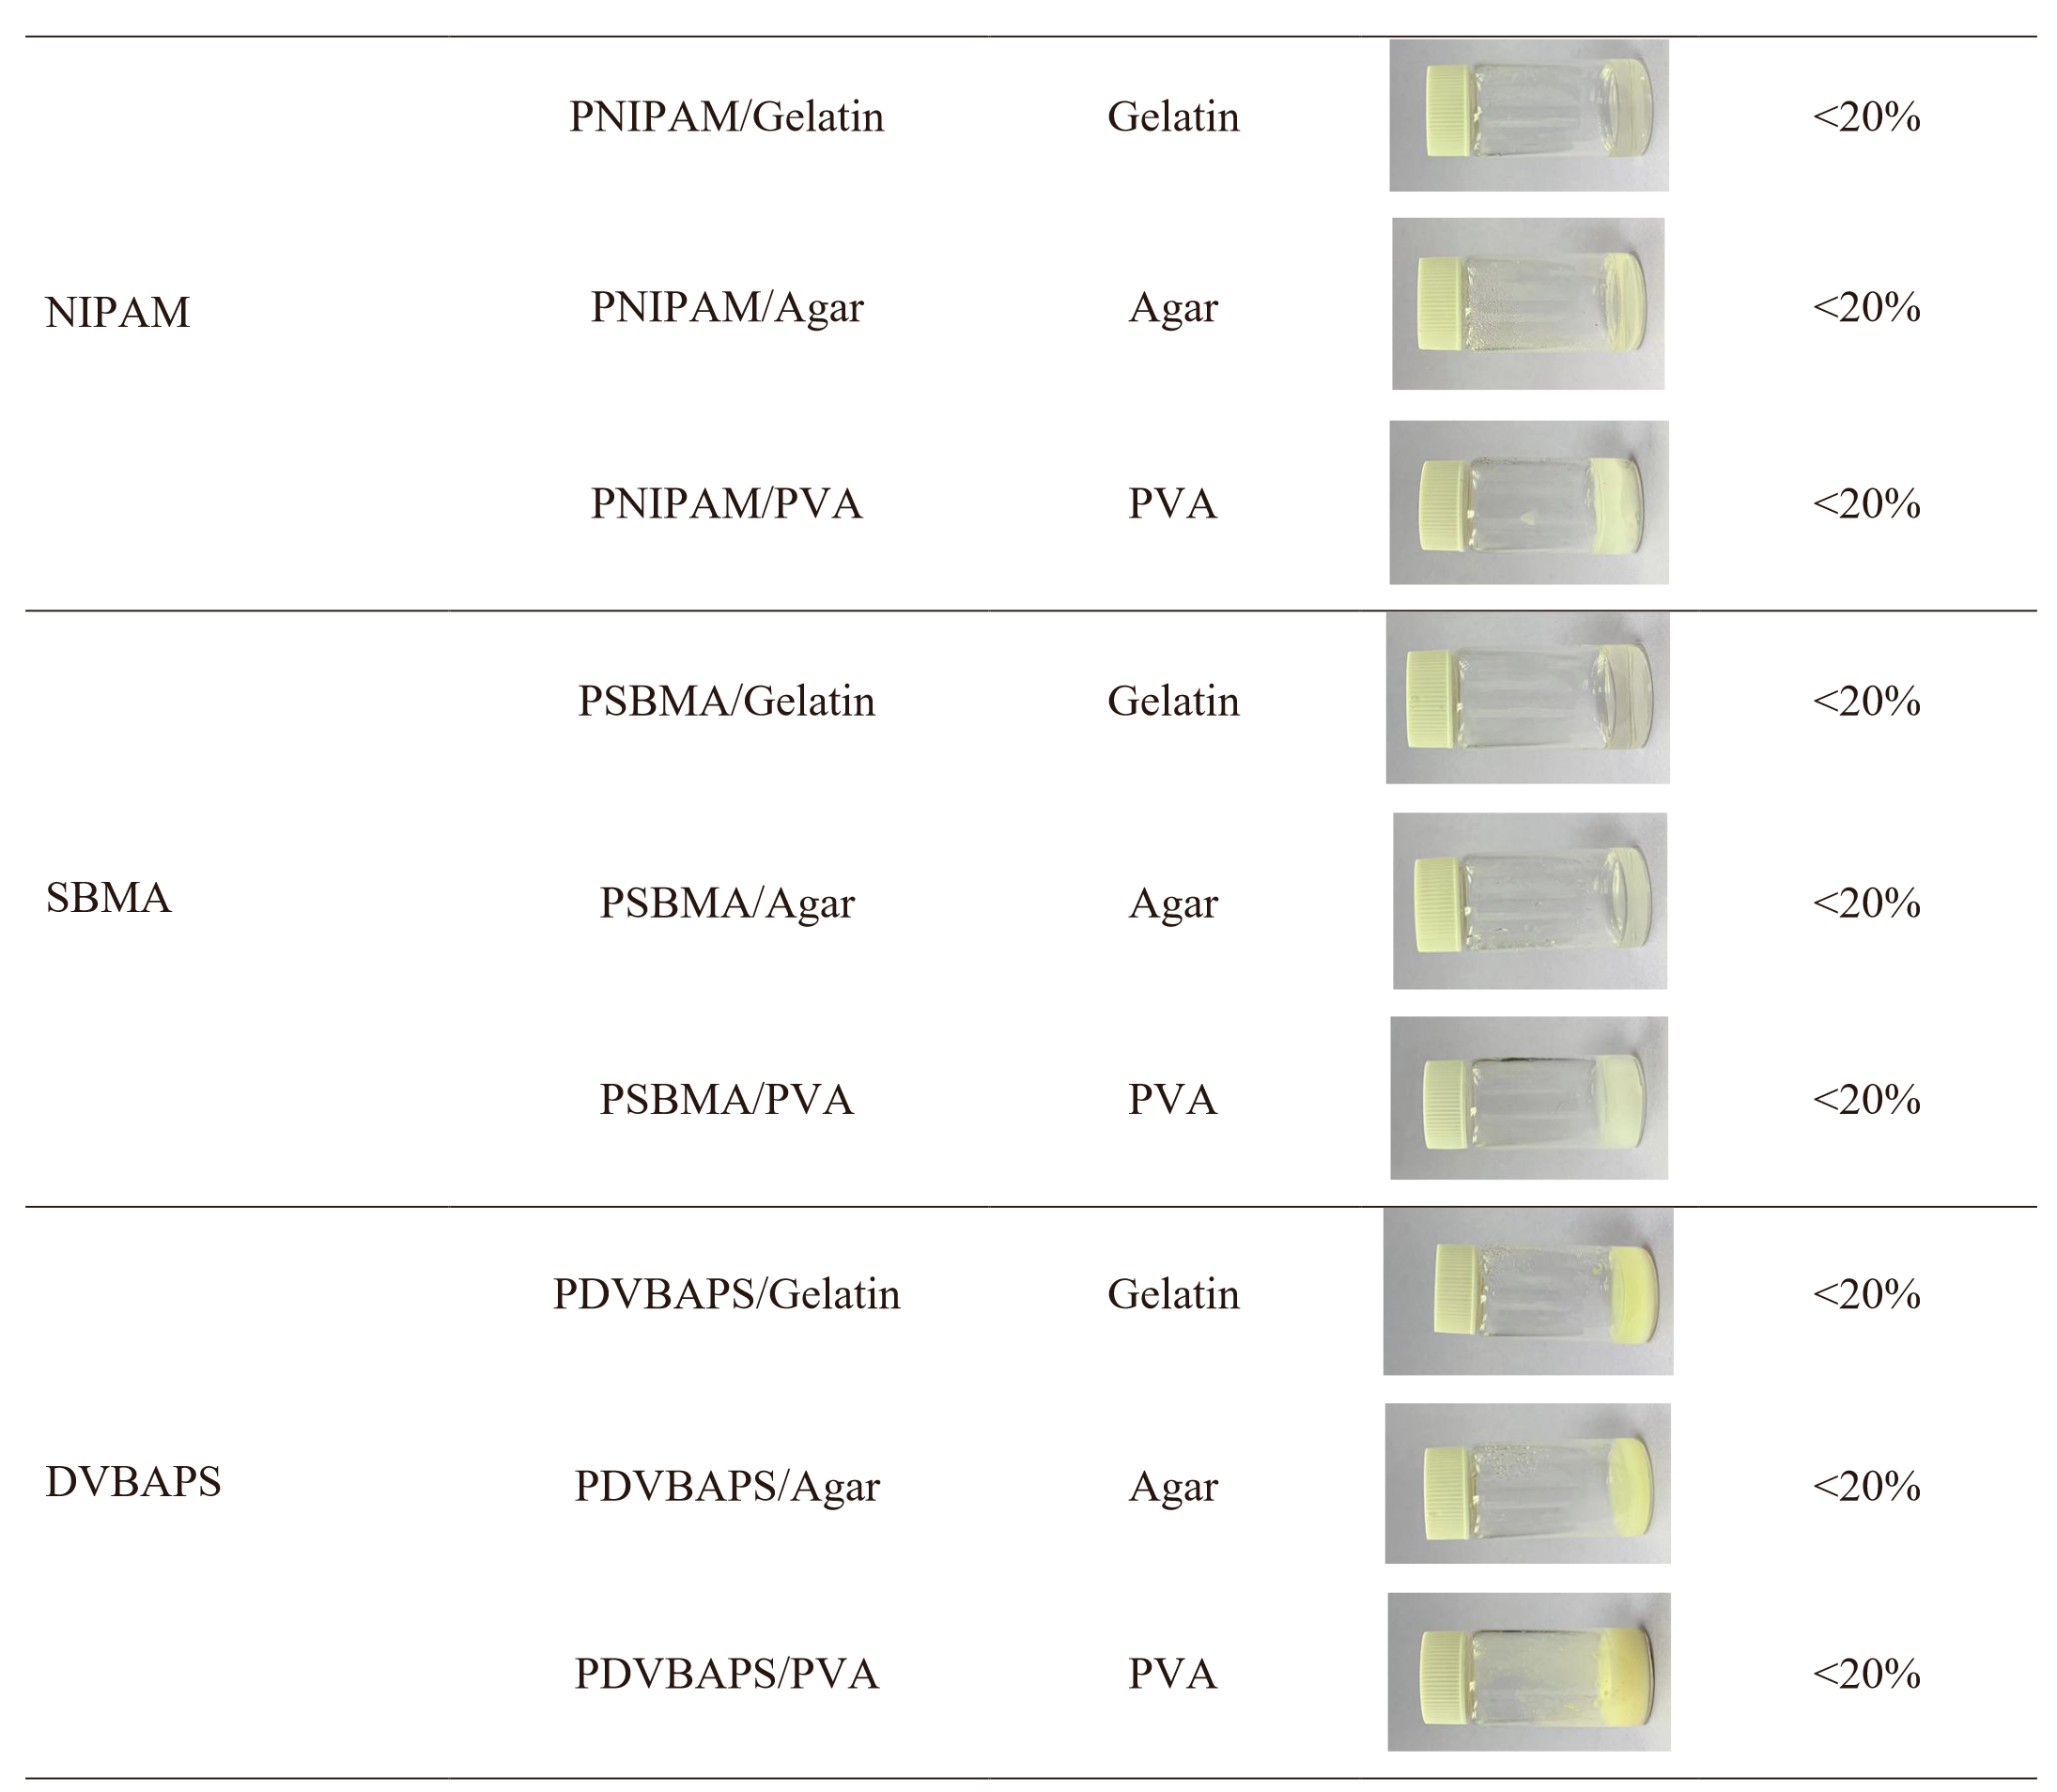 PNIPAM/Gelatin Gelatin <20%
NIPAM PNIPAM/Agar Agar <20%
PNIPAM/PVA PVA <20%
PSBMA/Gelatin Gelatin <20%
SBMA PSBMA/Agar Agar <20%
PSBMA/PVA PVA <20%
PDVBAPS/Gelatin Gelatin <20%
DVBAPS PDVBAPS/Agar Agar <20%
PDVBAPS/PVA PVA <20%